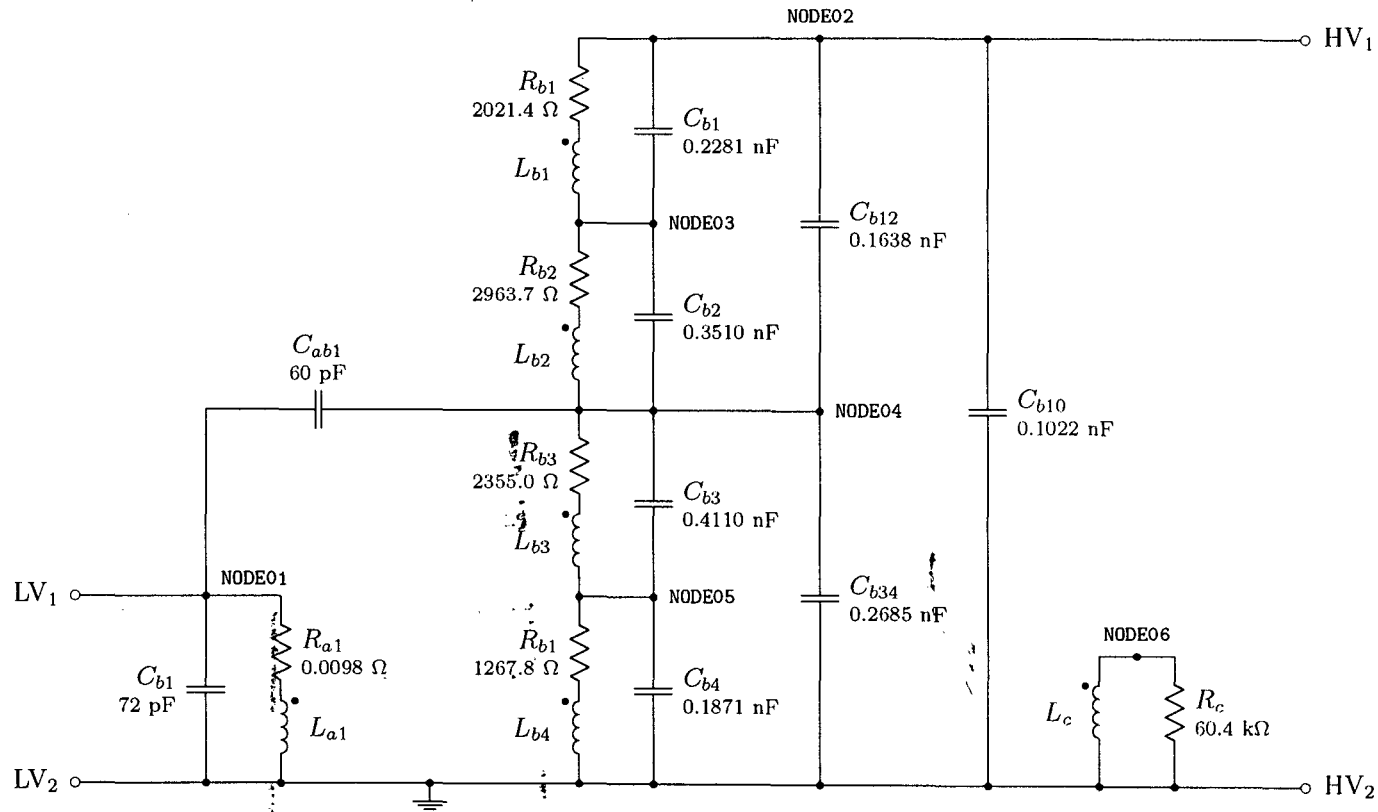 NODE02
HV1
Rb1
2021.4 Ω
Cb1
0.2281 nF
Lb1
NODE03
Cb12
0.1638 nF
Rb2
2963.7 Ω
Cb2
0.3510 nF
Lb2
Cab1
60 pF
NODE04
Cb10
0.1022 nF
Rb3
2355.0 Ω
Cb3
0.4110 nF
Lb3
LV1
NODE01
NODE05
Cb34
0.2685 nF
Ra1
0.0098 Ω
Rb1
1267.8 Ω
NODE06
Cb1
72 pF
Cb4
0.1871 nF
La1
Lb4
Lc
Rc
60.4 kΩ
LV2
HV2